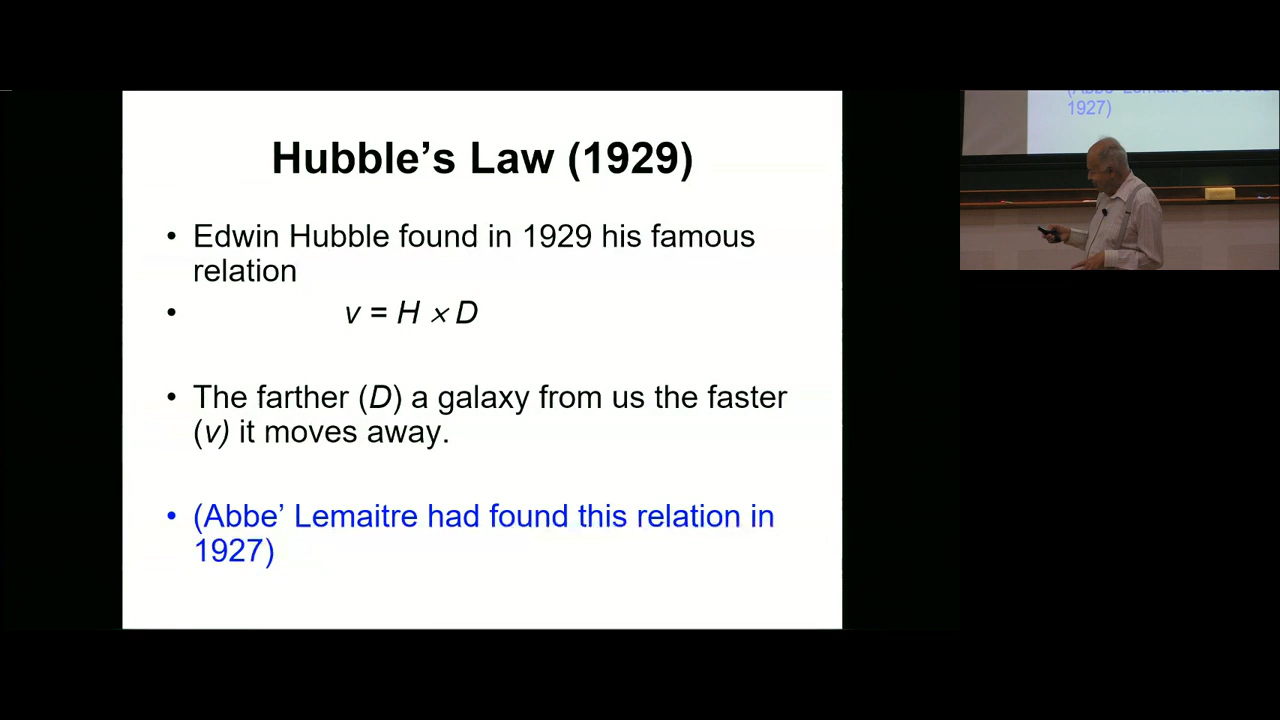 Hubble’s Law (1929)
• Edwin Hubble found in 1929 his famous
relation
• v = H × D
• The farther (D) a galaxy from us the faster
(v) it moves away.
• (Abbe’ Lemaitre had found this relation in
1927)
1927)